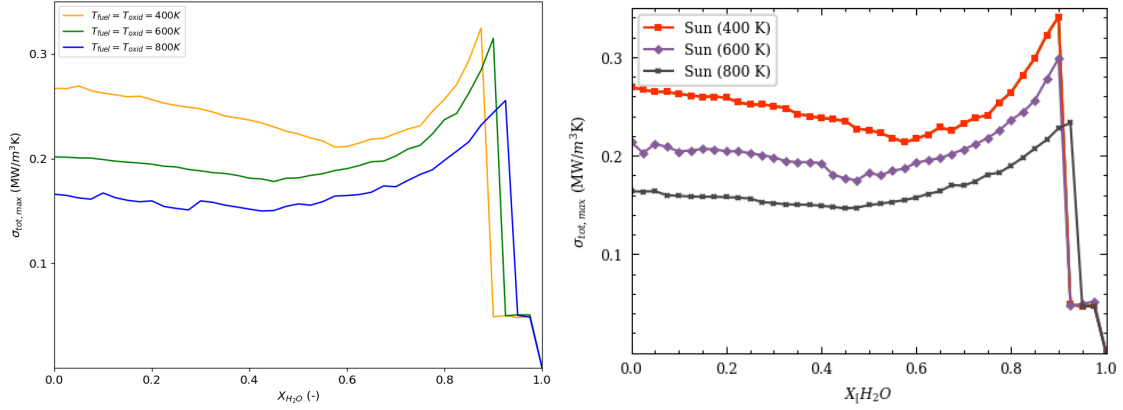 T_fuel = T_oxid = 400K
T_fuel = T_oxid = 600K
T_fuel = T_oxid = 800K
σ_tot,max (MW/m³K)
0.3
0.2
0.1
0.0 0.2 0.4 0.6 0.8 1.0
X_H₂O (-)
Sun (400 K)
Sun (600 K)
Sun (800 K)
σ_tot, max (MW/m³K)
0.3
0.2
0.1
0.0 0.2 0.4 0.6 0.8 1.0
X_[H₂O